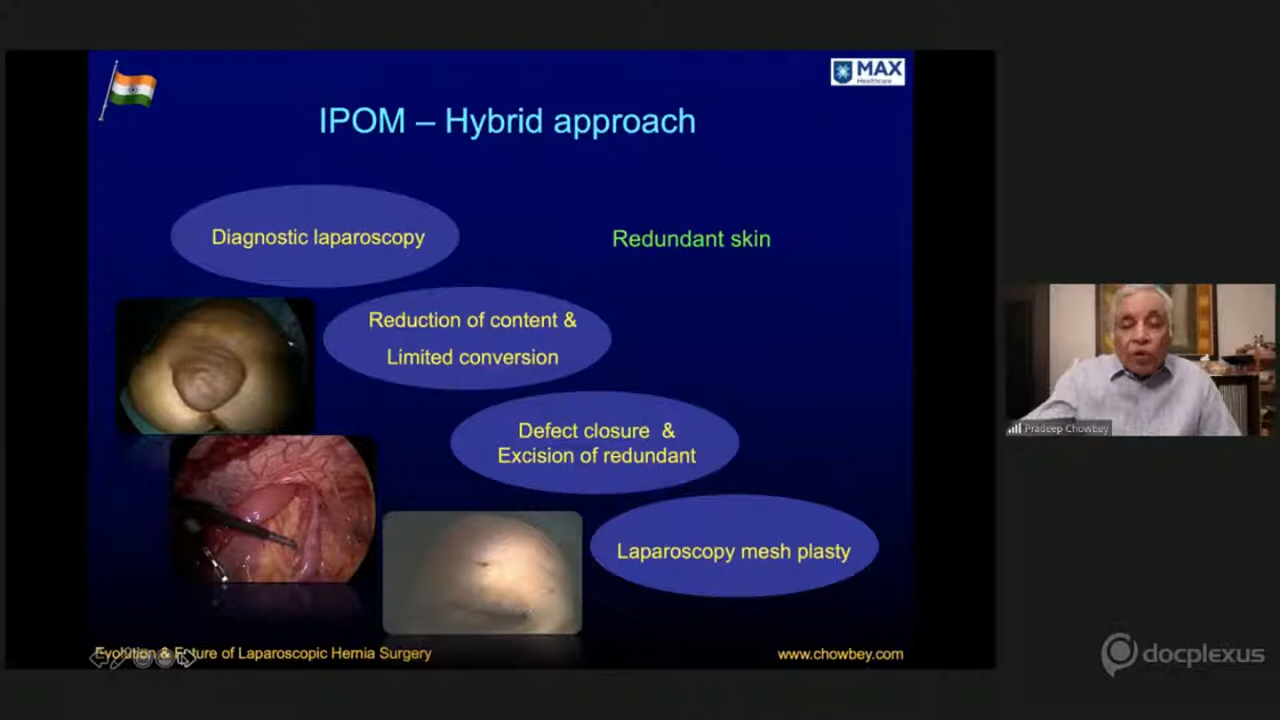 MAX
Healthcare
IPOM – Hybrid approach
Diagnostic laparoscopy
Redundant skin
Reduction of content &
Limited conversion
Defect closure &
Excision of redundant
Laparoscopy mesh plasty
Evolution & Future of Laparoscopic Hernia Surgery
www.chowbey.com
Pradeep Chowbey
docplexus